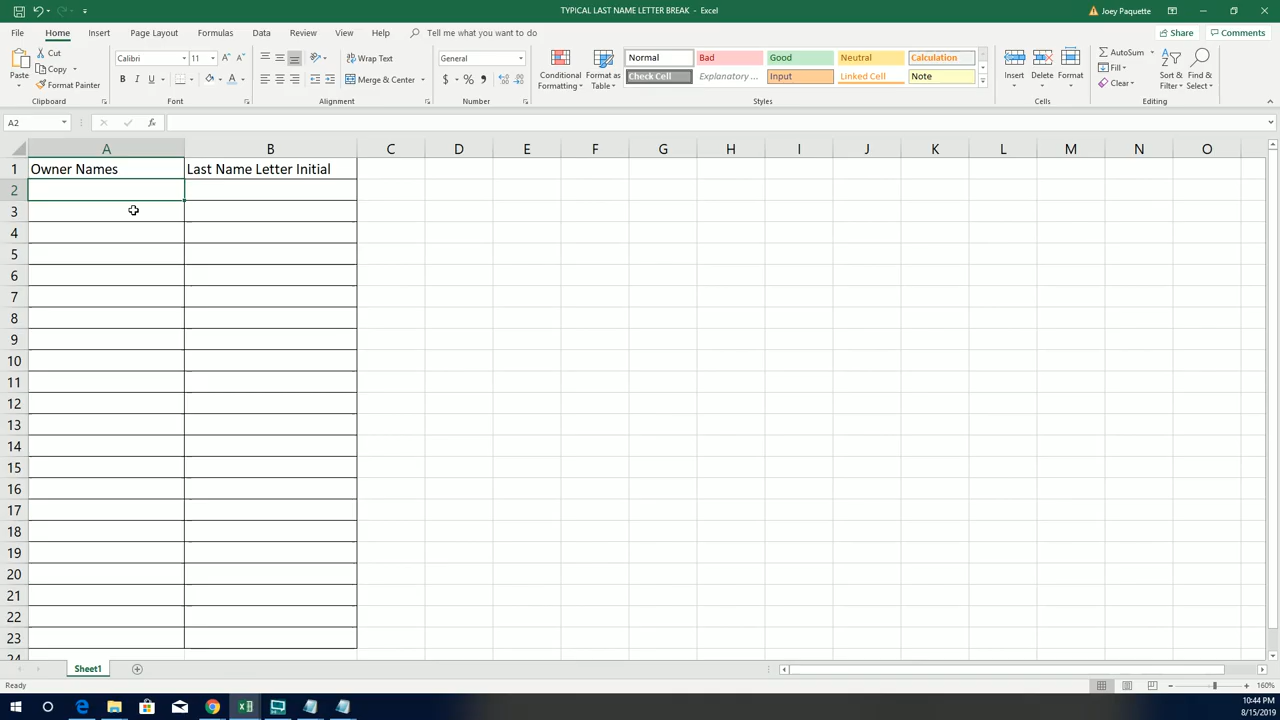 TYPICAL LAST NAME LETTER BREAK - Excel
Joey Paquette
File Home Insert Page Layout Formulas Data Review View Help Tell me what you want to do
Share Comments
Paste
Cut
Copy
Format Painter
Clipboard
Calibri 11
B I U
Font
Wrap Text
Merge & Center
Alignment
General
$ % ,
Number
Conditional Formatting
Format as Table
Normal Bad Good Neutral Calculation
Check Cell Explanatory ... Input Linked Cell Note
Styles
Insert Delete Format
Cells
AutoSum
Fill
Clear
Sort & Filter
Find & Select
Editing
A2 fx
A B C D E F G H I J K L M N O
1 Owner Names Last Name Letter Initial
2
3
4
5
6
7
8
9
10
11
12
13
14
15
16
17
18
19
20
21
22
23
24
Sheet1
Ready
160%
10:44 PM
8/15/2019